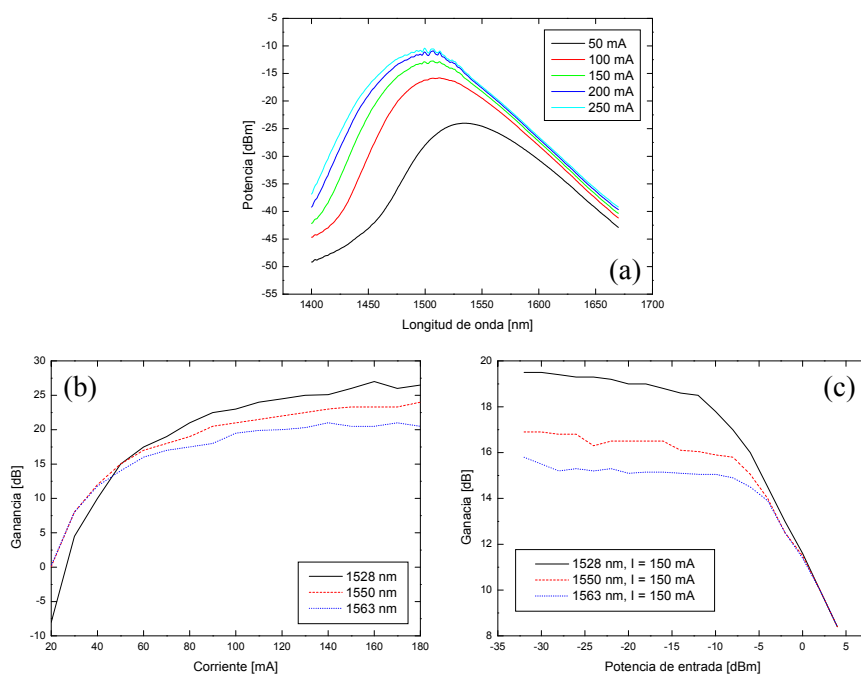 -5
-10
-15
-20
-25
-30
-35
-40
-45
-50
-55
Potencia [dBm]
50 mA
100 mA
150 mA
200 mA
250 mA
(a)
1400 1450 1500 1550 1600 1650 1700
Longitud de onda [nm]
30
25
20
15
10
5
0
-5
-10
Ganancia [dB]
(b)
1528 nm
1550 nm
1563 nm
20 40 60 80 100 120 140 160 180
Corriente [mA]
20
18
16
14
12
10
8
Ganacia [dB]
(c)
1528 nm, I = 150 mA
1550 nm, I = 150 mA
1563 nm, I = 150 mA
-35 -30 -25 -20 -15 -10 -5 0 5
Potencia de entrada [dBm]